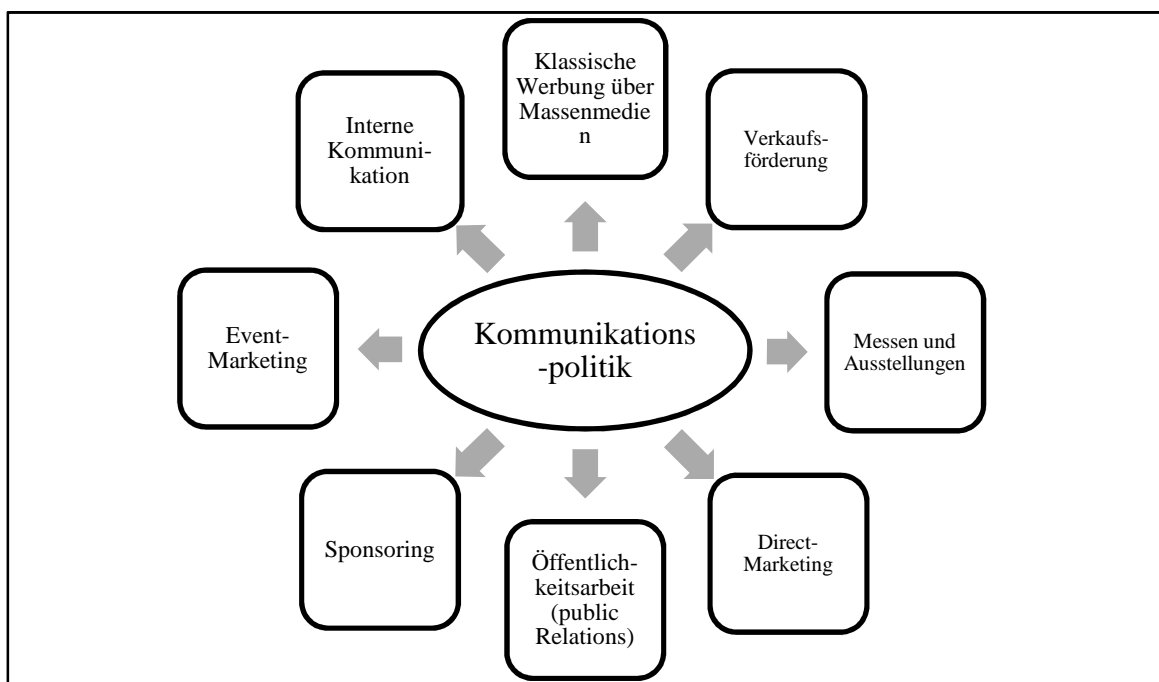 Klassische
Werbung über
Massenmedie
n
Verkaufs-
förderung
Messen und
Ausstellungen
Direct-
Marketing
Öffentlich-
keitsarbeit
(public
Relations)
Sponsoring
Event-
Marketing
Interne
Kommuni-
kation
Kommunikations
-politik